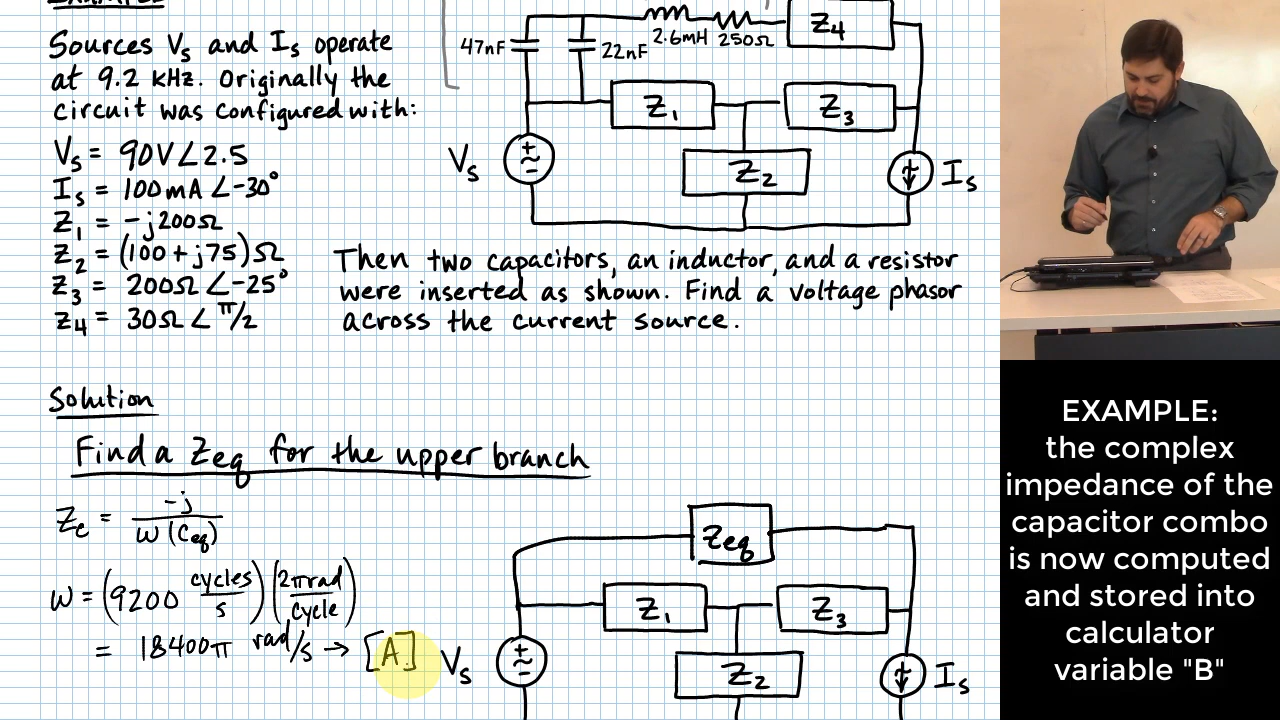 EXAMPLE
Sources Vs and Is operate
at 9.2 kHz. Originally the
circuit was configured with:
Vs = 90V∠2.5
Is = 100mA∠-30°
Z1 = -j200Ω
Z2 = (100+j75)Ω
Z3 = 200Ω∠-25°
Z4 = 30Ω∠π/2
47nF
22nF
2.6mH
250Ω
Z4
Z1
Z3
Z2
Vs
+
~
-
Is
Then two capacitors, an inductor, and a resistor
were inserted as shown. Find a voltage phasor
across the current source.
Solution
Find a Zeq for the upper branch
Zc = -j / ω(Ceq)
ω = (9200 cycles/s)(2π rad/cycle)
= 18400π rad/s → [A]
Zeq
Z1
Z3
Z2
Vs
+
~
-
Is
EXAMPLE:
the complex
impedance of the
capacitor combo
is now computed
and stored into
calculator
variable "B"